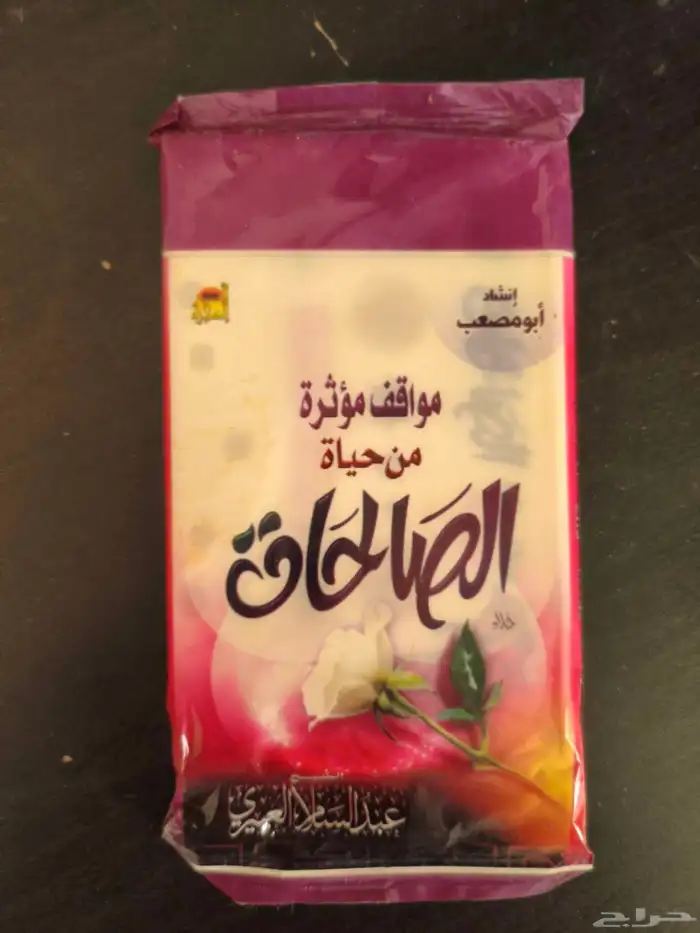 إنشاد
أبو مصعب
مواقف مؤثرة
من حياة
الصالحات
عبد السلام العميري
حراج